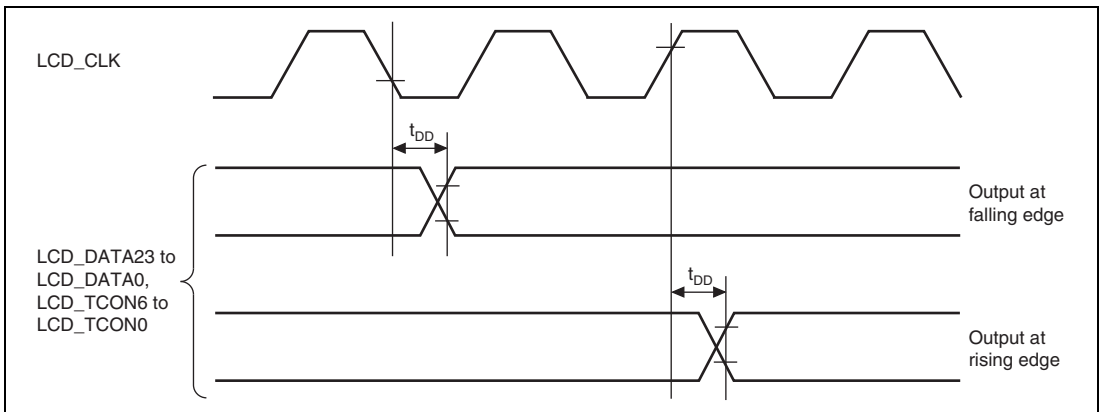 LCD_CLK
tDD
Output at
falling edge
LCD_DATA23 to
LCD_DATA0,
LCD_TCON6 to
LCD_TCON0
tDD
Output at
rising edge